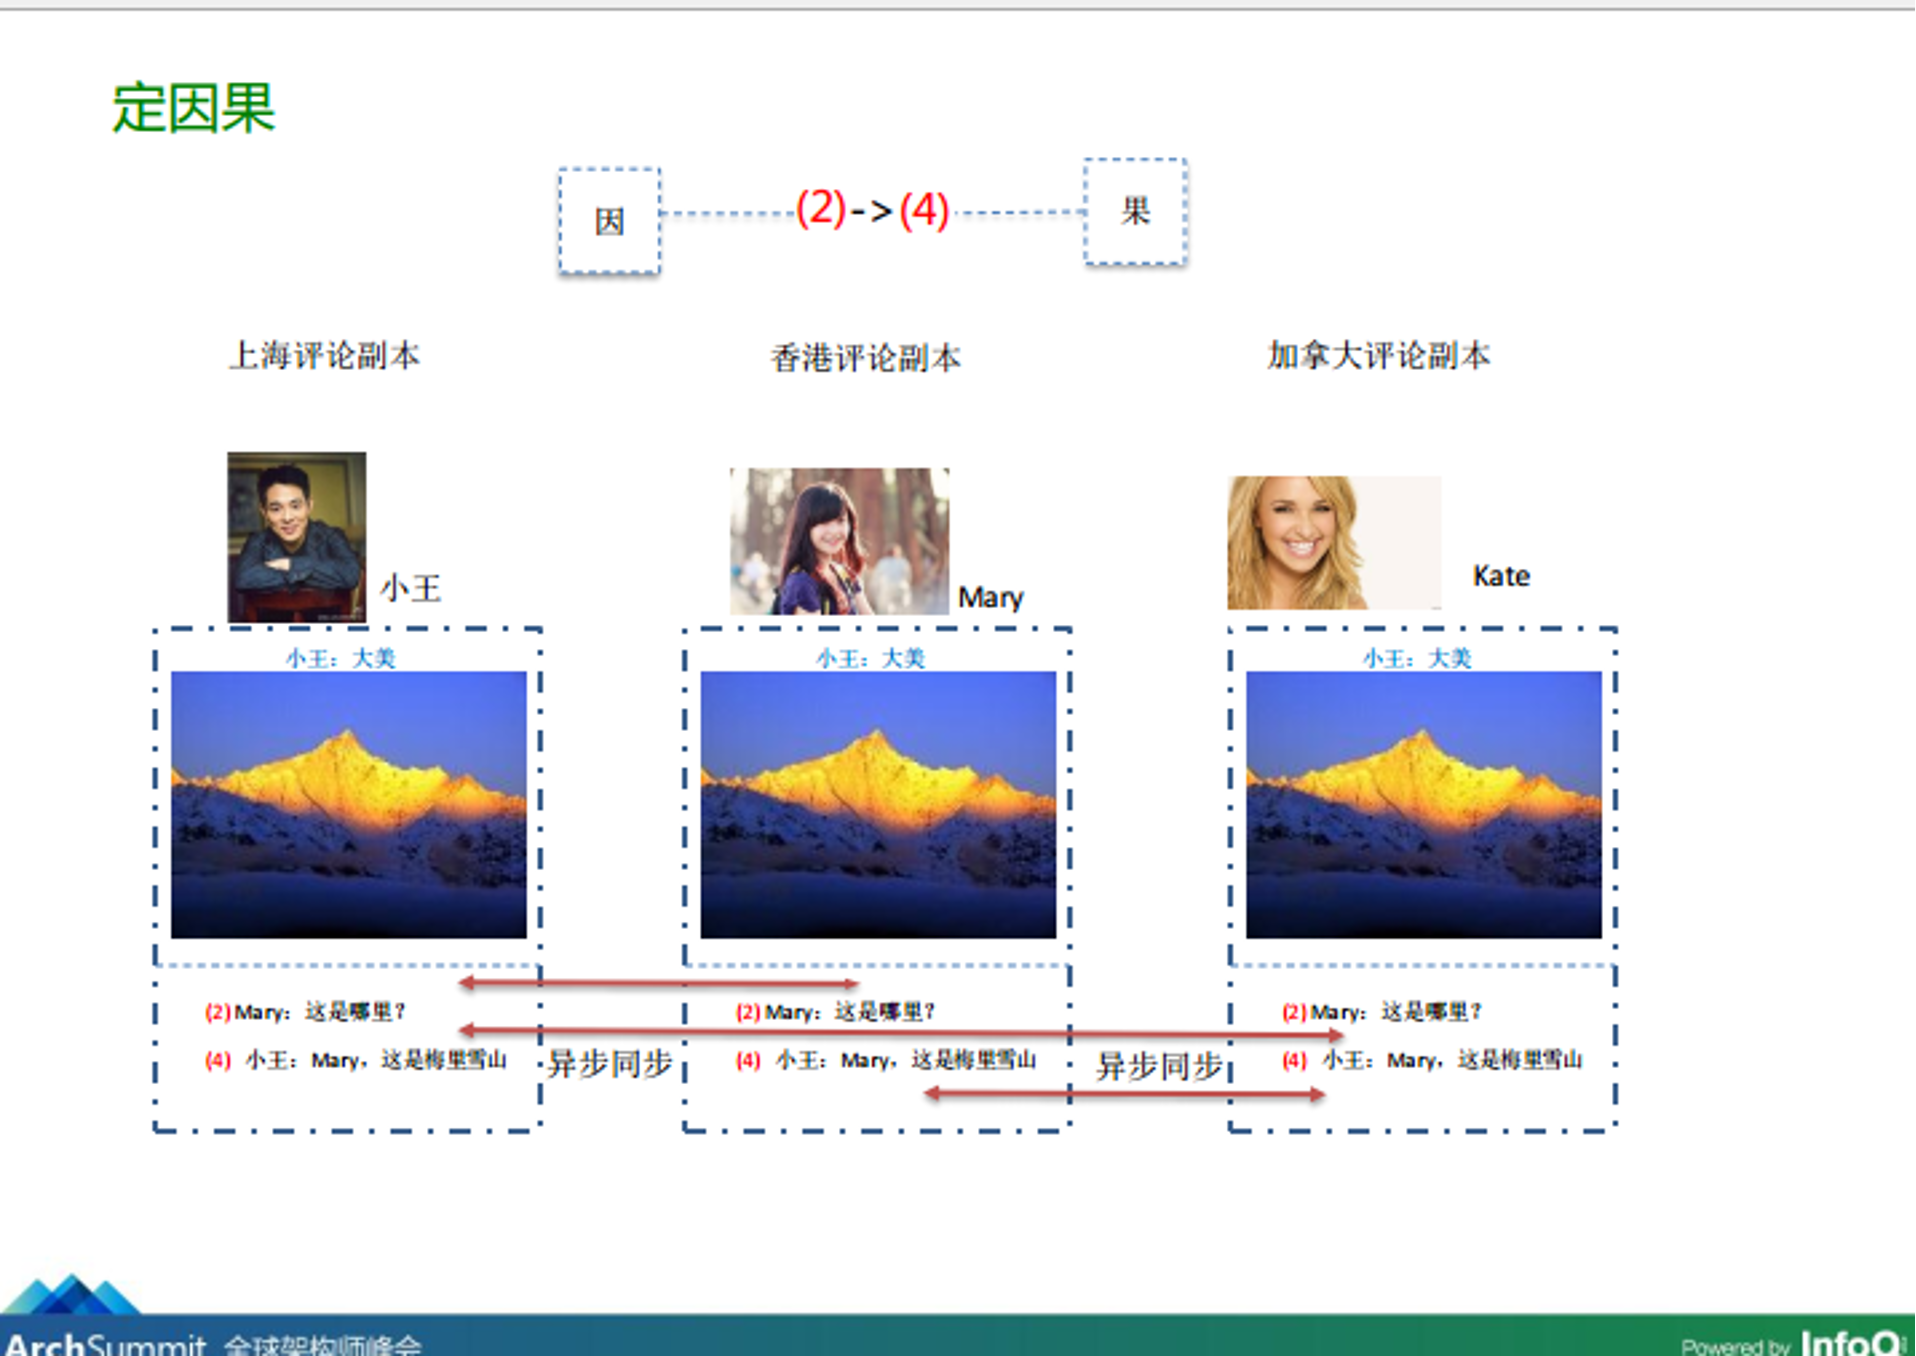 定因果
因
(2)->(4)
果
上海评论副本
香港评论副本
加拿大评论副本
小王
Mary
Kate
小王：大美
小王：大美
小王：大美
(2) Mary：这是哪里？
(4) 小王：Mary，这是梅里雪山
异步同步
(2) Mary：这是哪里？
(4) 小王：Mary，这是梅里雪山
异步同步
(2) Mary：这是哪里？
(4) 小王：Mary，这是梅里雪山
ArchSummit 全球架构师峰会
Powered by InfoQ